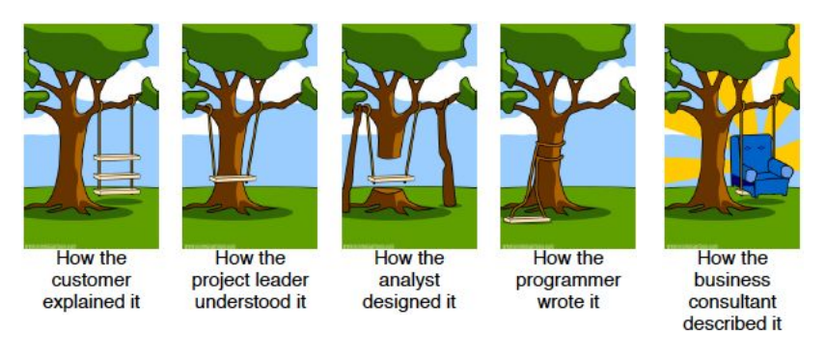 How the
customer
explained it
How the
project leader
understood it
How the
analyst
designed it
How the
programmer
wrote it
How the
business
consultant
described it